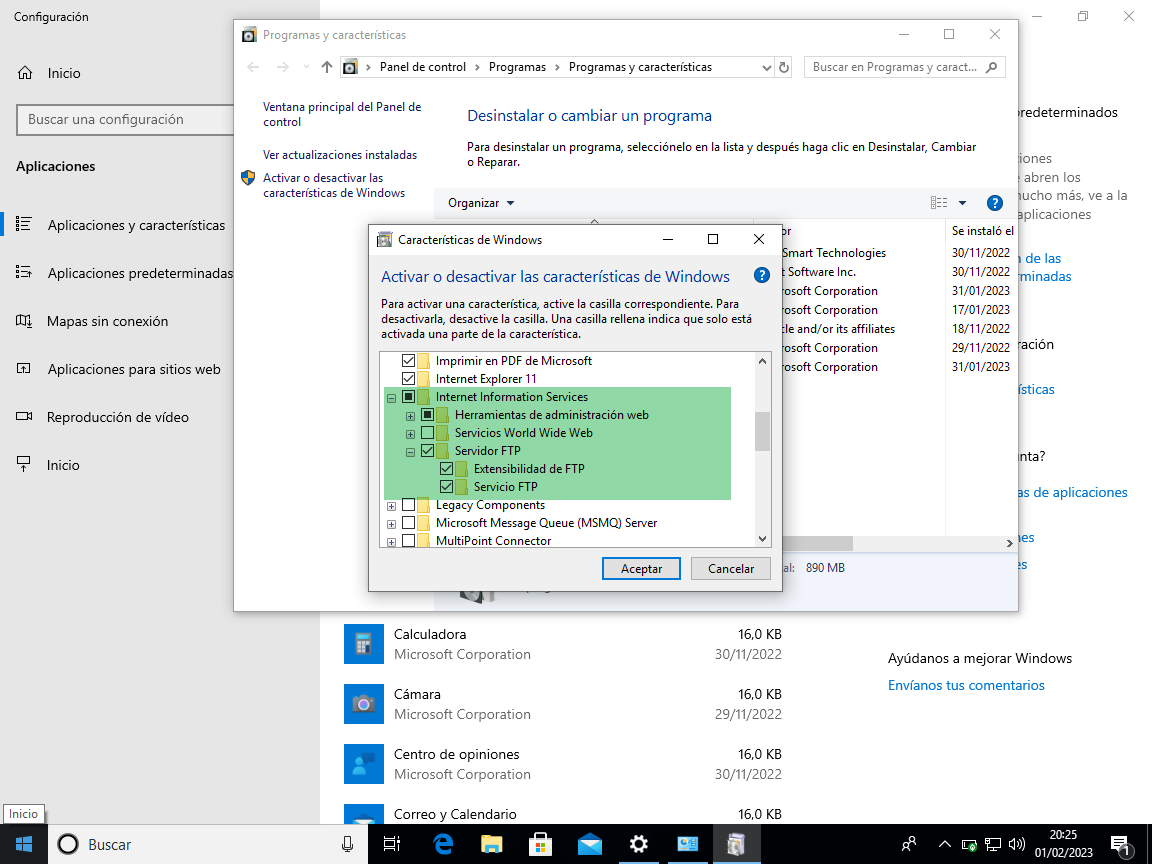 Configuración
Inicio
Buscar una configuración
Aplicaciones
Aplicaciones y características
Aplicaciones predeterminadas
Mapas sin conexión
Aplicaciones para sitios web
Reproducción de vídeo
Inicio
Programas y características
Panel de control > Programas > Programas y características
Buscar en Programas y caract...
Ventana principal del Panel de
control
Ver actualizaciones instaladas
Activar o desactivar las
características de Windows
Desinstalar o cambiar un programa
Para desinstalar un programa, selecciónelo en la lista y después haga clic en Desinstalar, Cambiar
o Reparar.
Organizar
or
Se instaló el
Smart Technologies 30/11/2022
t Software Inc. 30/11/2022
rosoft Corporation 31/01/2023
rosoft Corporation 17/01/2023
cle and/or its affiliates 18/11/2022
rosoft Corporation 29/11/2022
rosoft Corporation 31/01/2023
al: 890 MB
Características de Windows
Activar o desactivar las características de Windows
Para activar una característica, active la casilla correspondiente. Para
desactivarla, desactive la casilla. Una casilla rellena indica que solo está
activada una parte de la característica.
Imprimir en PDF de Microsoft
Internet Explorer 11
Internet Information Services
Herramientas de administración web
Servicios World Wide Web
Servidor FTP
Extensibilidad de FTP
Servicio FTP
Legacy Components
Microsoft Message Queue (MSMQ) Server
MultiPoint Connector
Aceptar
Cancelar
redeterminados
iones
e abren los
nucho más, ve a la
aplicaciones
n de las
minadas
ración
ísticas
nta?
as de aplicaciones
nes
es
Calculadora 16,0 KB
Microsoft Corporation 30/11/2022
Cámara 16,0 KB
Microsoft Corporation 29/11/2022
Centro de opiniones 16,0 KB
Microsoft Corporation 30/11/2022
Correo y Calendario 16,0 KB
Ayúdanos a mejorar Windows
Envíanos tus comentarios
Inicio
Buscar
20:25
01/02/2023
1